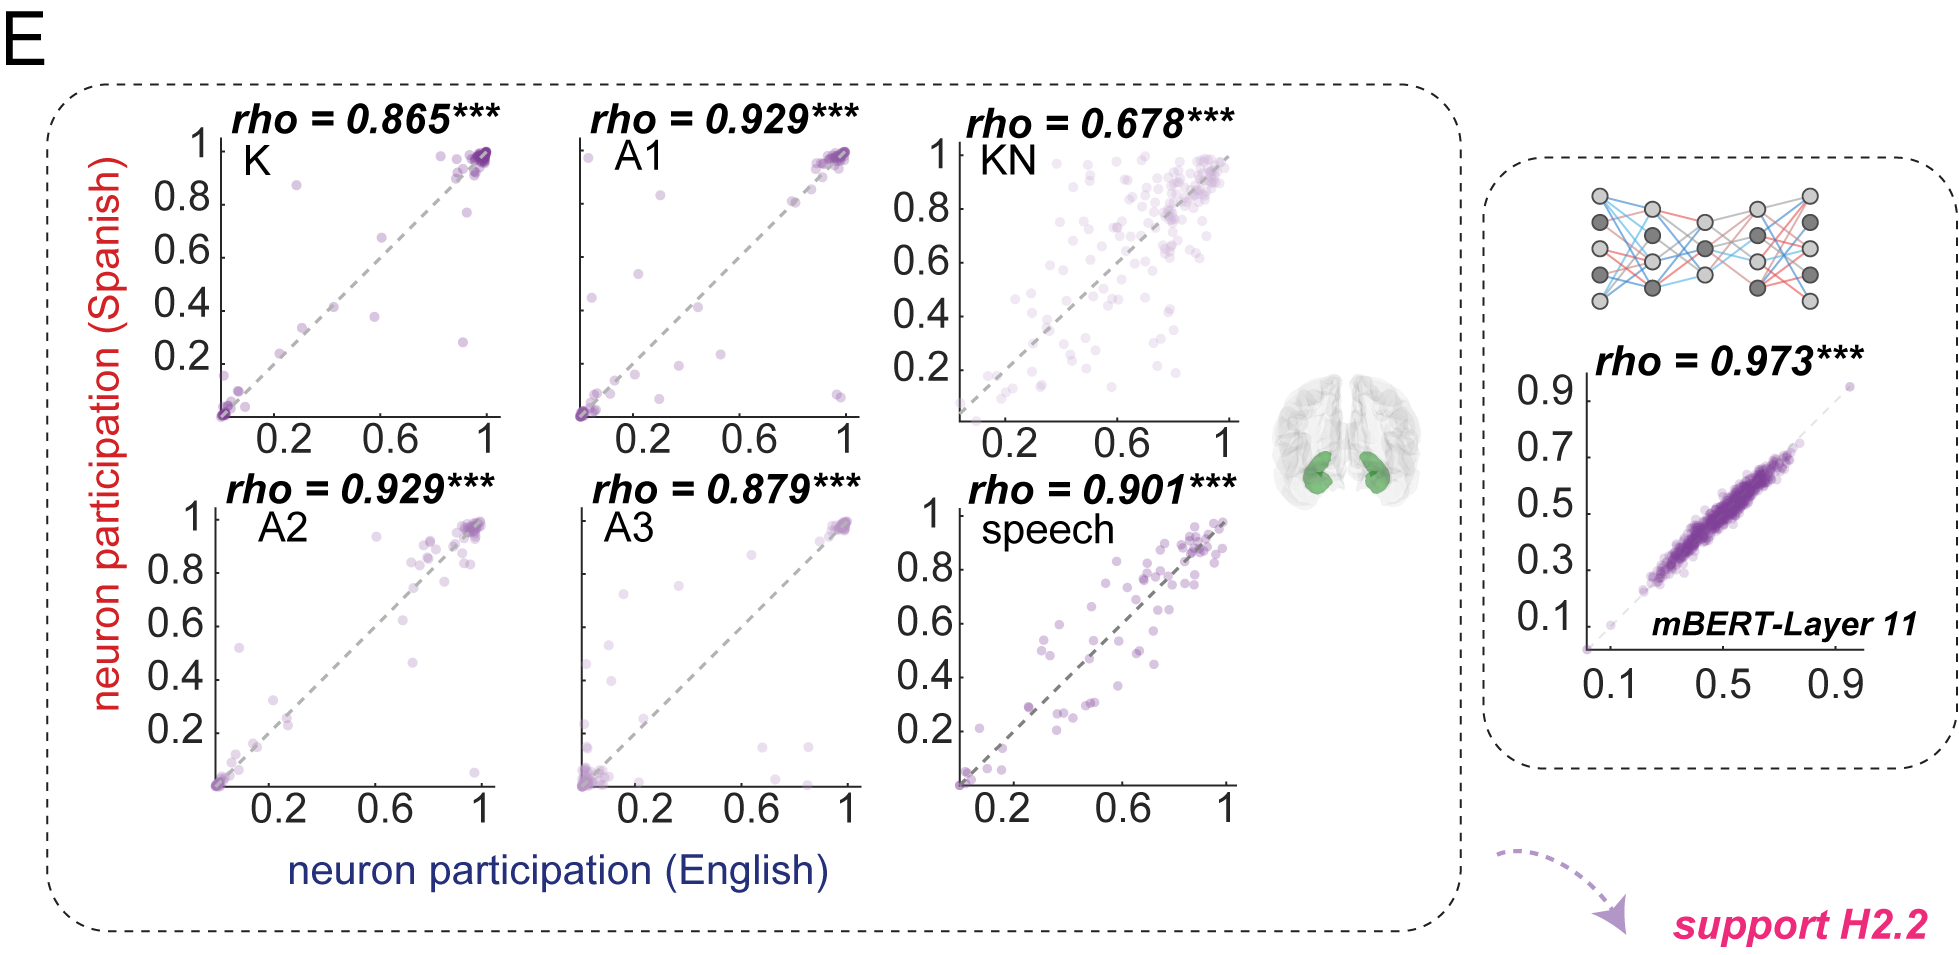 E
rho = 0.865***
K
1
0.8
0.6
0.4
0.2
0.2
0.6
1
rho = 0.929***
A1
0.2
0.6
1
rho = 0.678***
KN
1
0.8
0.6
0.4
0.2
0.2
0.6
1
rho = 0.929***
A2
1
0.8
0.6
0.4
0.2
0.2
0.6
1
rho = 0.879***
A3
0.2
0.6
1
rho = 0.901***
speech
1
0.8
0.6
0.4
0.2
0.2
0.6
1
neuron participation (Spanish)
neuron participation (English)
rho = 0.973***
0.9
0.7
0.5
0.3
0.1
mBERT-Layer 11
0.1
0.5
0.9
support H2.2